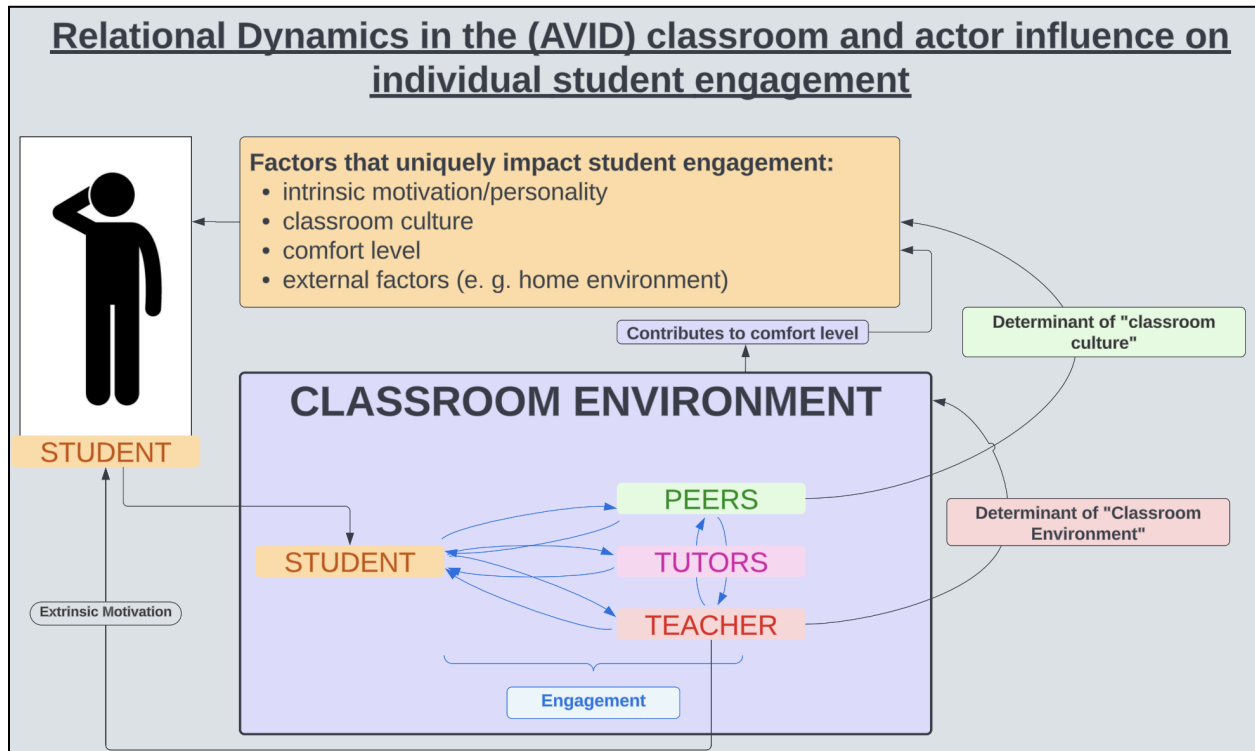 Relational Dynamics in the (AVID) classroom and actor influence on
individual student engagement
Factors that uniquely impact student engagement:
• intrinsic motivation/personality
• classroom culture
• comfort level
• external factors (e. g. home environment)
Contributes to comfort level
Determinant of "classroom
culture"
CLASSROOM ENVIRONMENT
STUDENT
PEERS
Determinant of "Classroom
Environment"
STUDENT
TUTORS
Extrinsic Motivation
TEACHER
Engagement